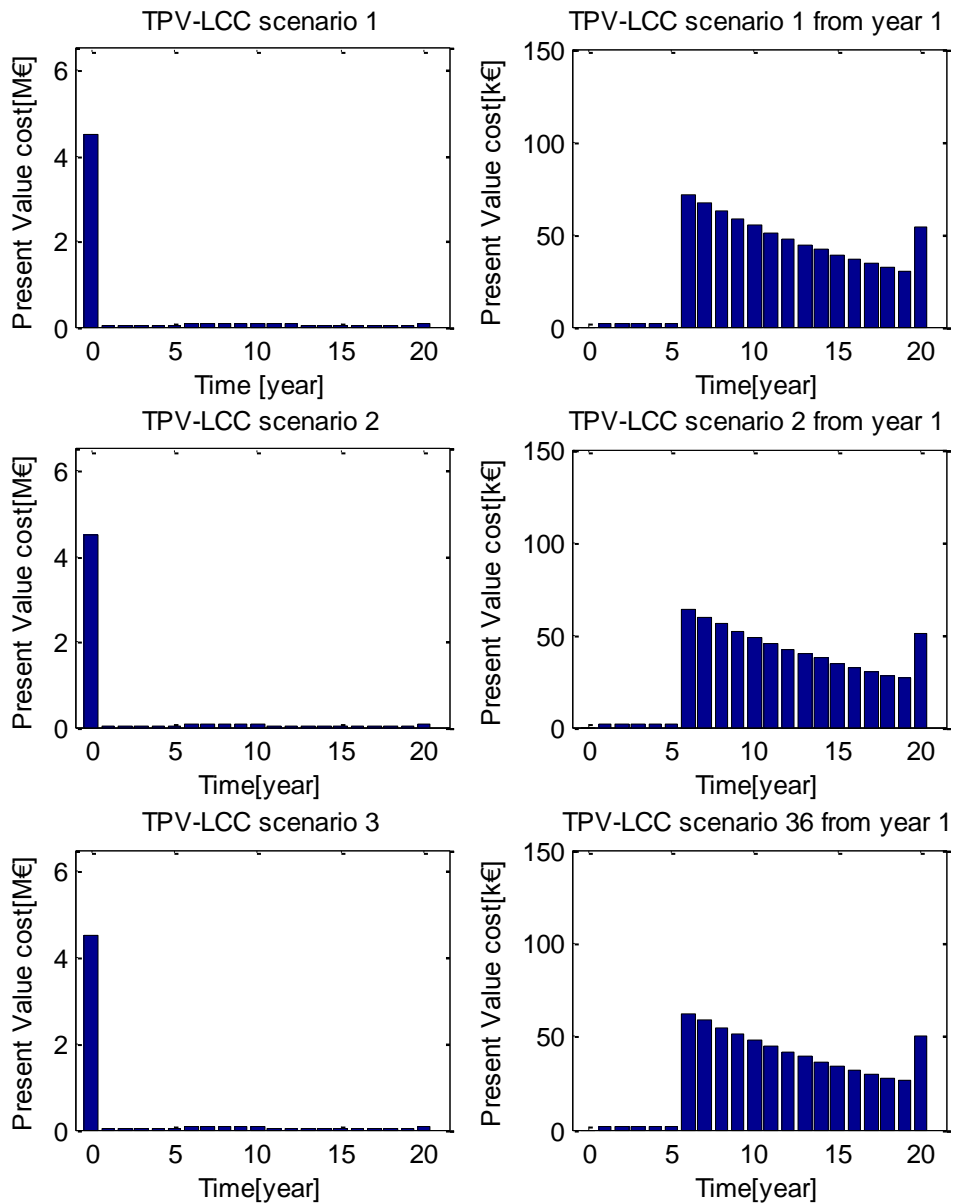 TPV-LCC scenario 1
Present Value cost[M€]
6
4
2
0
0 5 10 15 20
Time [year]
TPV-LCC scenario 1 from year 1
Present Value cost[k€]
150
100
50
0
0 5 10 15 20
Time[year]
TPV-LCC scenario 2
Present Value cost[M€]
6
4
2
0
0 5 10 15 20
Time[year]
TPV-LCC scenario 2 from year 1
Present Value cost[k€]
150
100
50
0
0 5 10 15 20
Time[year]
TPV-LCC scenario 3
Present Value cost[M€]
6
4
2
0
0 5 10 15 20
Time[year]
TPV-LCC scenario 36 from year 1
Present Value cost[k€]
150
100
50
0
0 5 10 15 20
Time[year]